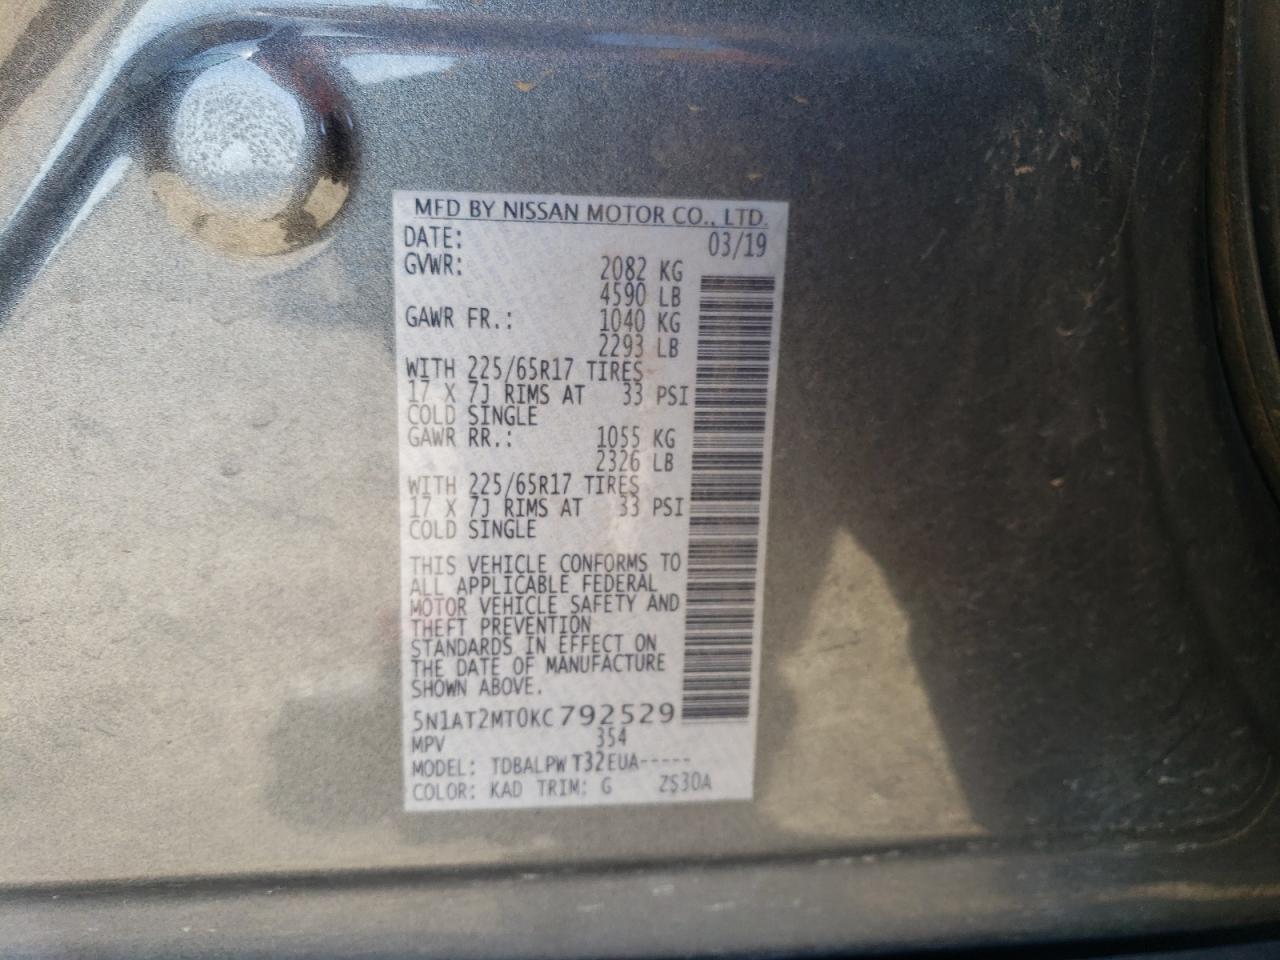 MFD BY NISSAN MOTOR CO., LTD.
DATE: 03/19
GVWR: 2082 KG
4590 LB
GAWR FR.: 1040 KG
2293 LB
WITH 225/65R17 TIRES
17 X 7J RIMS AT 33 PSI
COLD SINGLE
GAWR RR.: 1055 KG
2326 LB
WITH 225/65R17 TIRES
17 X 7J RIMS AT 33 PSI
COLD SINGLE
THIS VEHICLE CONFORMS TO
ALL APPLICABLE FEDERAL
MOTOR VEHICLE SAFETY AND
THEFT PREVENTION
STANDARDS IN EFFECT ON
THE DATE OF MANUFACTURE
SHOWN ABOVE.
5N1AT2MT0KC792529
MPV 354
MODEL: TDBALPW T32EUA-----
COLOR: KAD TRIM: G ZS30A